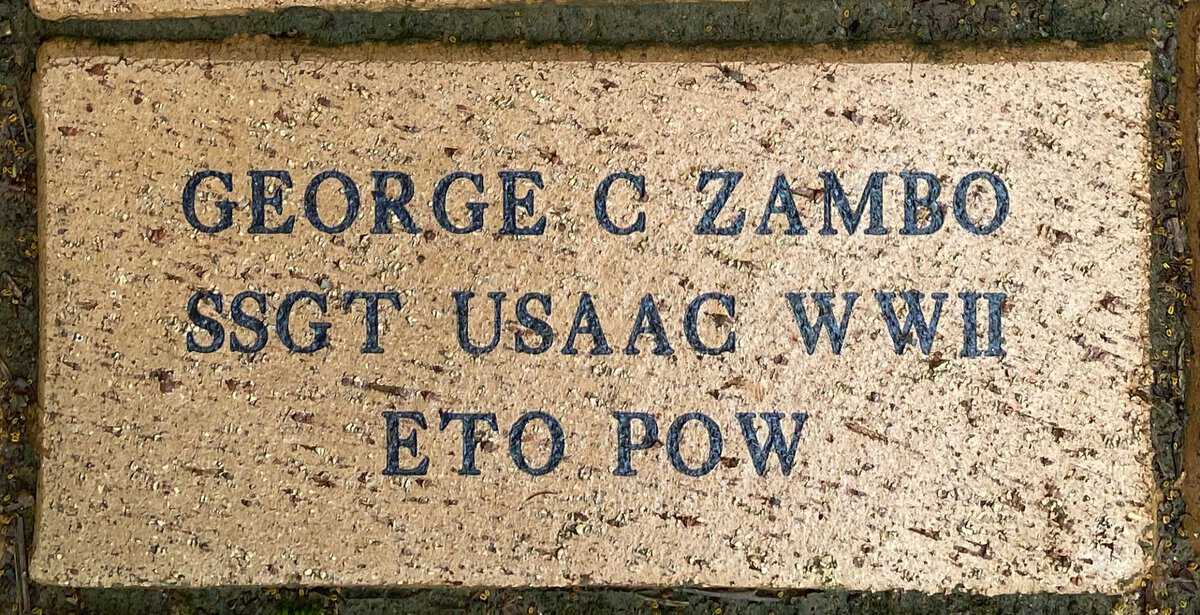 GEORGE C ZAMBO
SSGT USAAC WWII
ETO POW